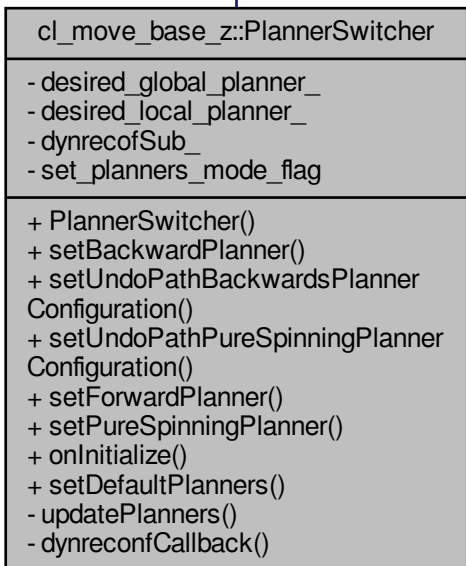 cl_move_base_z::PlannerSwitcher
- desired_global_planner_
- desired_local_planner_
- dynrecofSub_
- set_planners_mode_flag
+ PlannerSwitcher()
+ setBackwardPlanner()
+ setUndoPathBackwardsPlanner
Configuration()
+ setUndoPathPureSpinningPlanner
Configuration()
+ setForwardPlanner()
+ setPureSpinningPlanner()
+ onInitialize()
+ setDefaultPlanners()
- updatePlanners()
- dynreconfCallback()